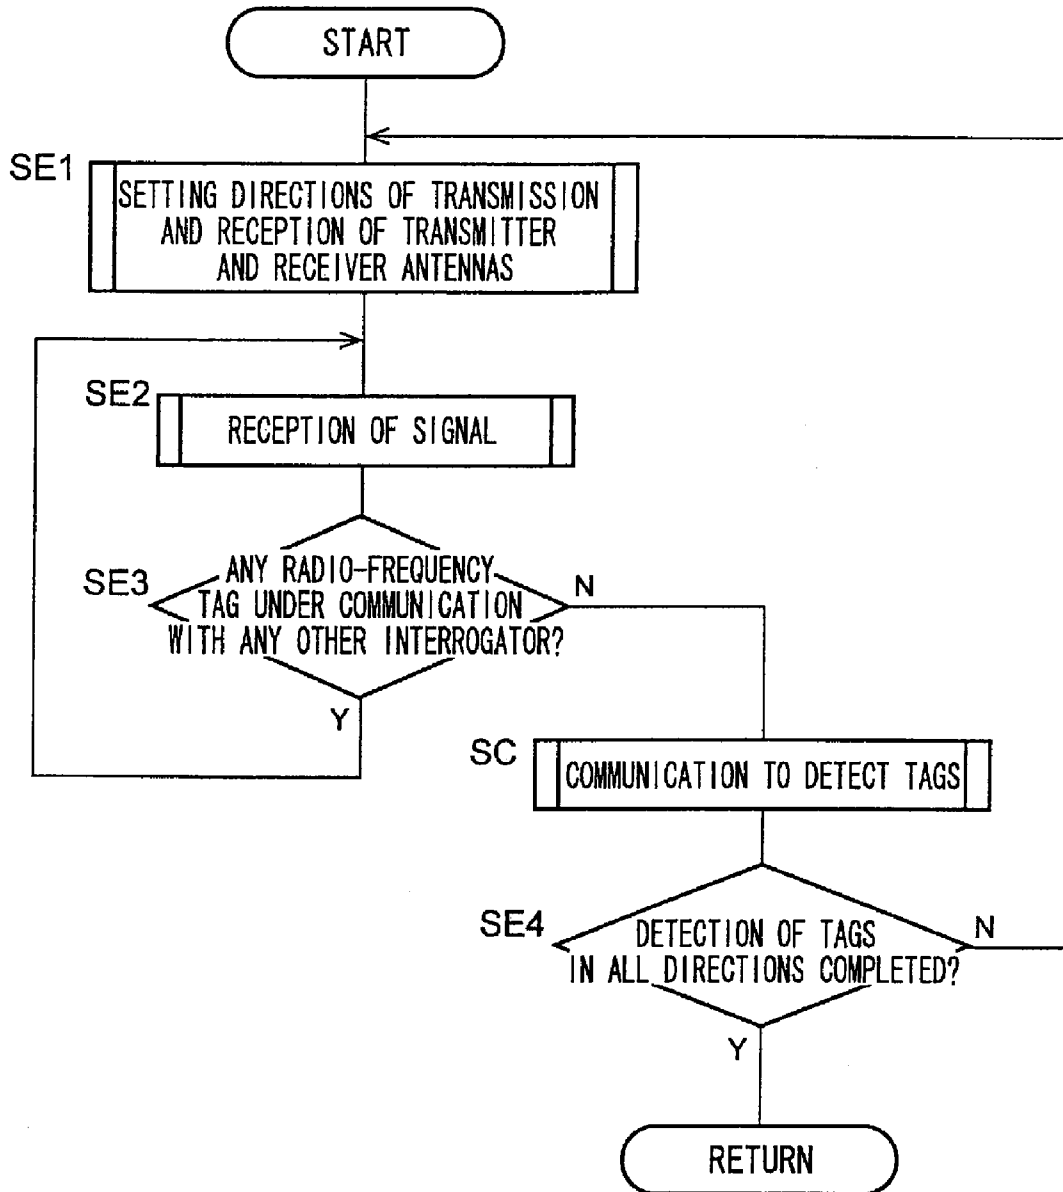 START
SE1
SETTING DIRECTIONS OF TRANSMISSION
AND RECEPTION OF TRANSMITTER
AND RECEIVER ANTENNAS
SE2
RECEPTION OF SIGNAL
SE3
ANY RADIO-FREQUENCY
TAG UNDER COMMUNICATION
WITH ANY OTHER INTERROGATOR?
N
Y
SC
COMMUNICATION TO DETECT TAGS
SE4
DETECTION OF TAGS
IN ALL DIRECTIONS COMPLETED?
N
Y
RETURN